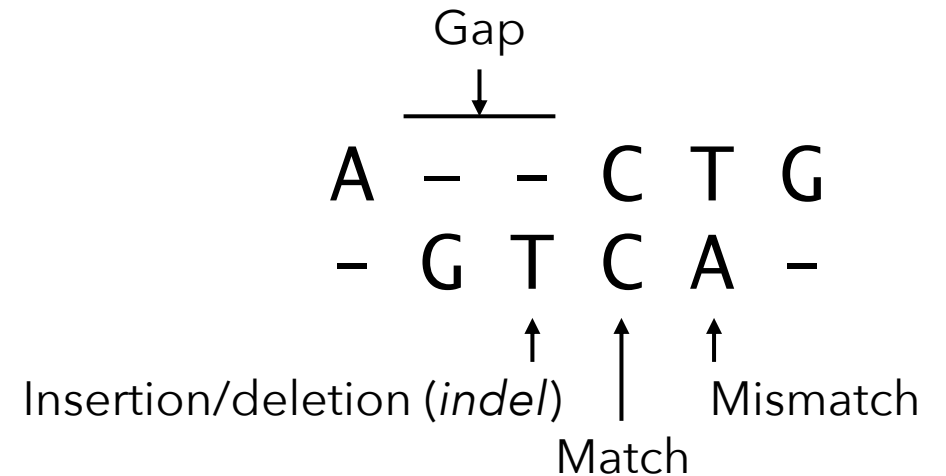 Gap
A – - C T G
- G T C A -
Insertion/deletion (indel) Mismatch
Match